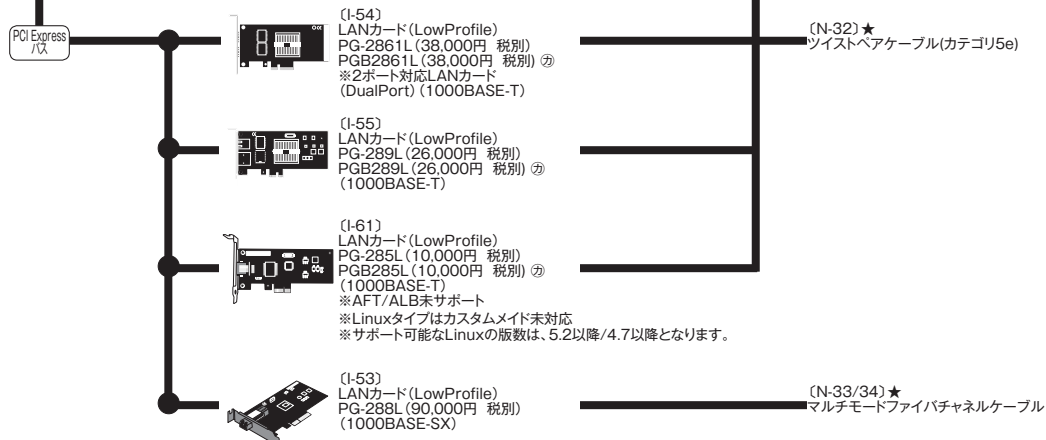 PCI Express
バス
〔I-54〕
LANカード(LowProfile)
PG-2861L(38,000円 税別)
PGB2861L(38,000円 税別)㋕
※2ポート対応LANカード
(DualPort)(1000BASE-T)
〔N-32〕★
ツイストペアケーブル(カテゴリ5e)
〔I-55〕
LANカード(LowProfile)
PG-289L(26,000円 税別)
PGB289L(26,000円 税別)㋕
(1000BASE-T)
〔I-61〕
LANカード(LowProfile)
PG-285L(10,000円 税別)
PGB285L(10,000円 税別)㋕
(1000BASE-T)
※AFT/ALB未サポート
※Linuxタイプはカスタムメイド未対応
※サポート可能なLinuxの版数は、5.2以降/4.7以降となります。
〔I-53〕
LANカード(LowProfile)
PG-288L(90,000円 税別)
(1000BASE-SX)
〔N-33/34〕★
マルチモードファイバチャネルケーブル